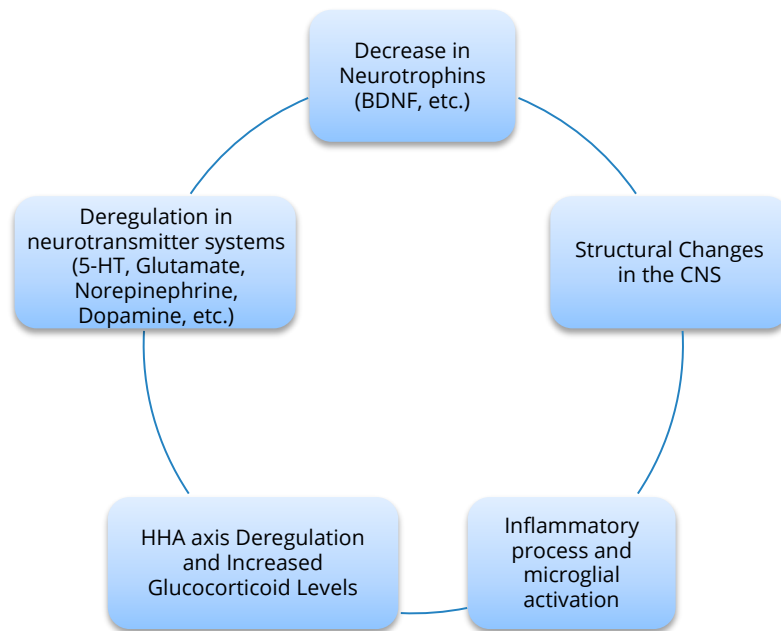 Decrease in
Neurotrophins
(BDNF, etc.)
Deregulation in
neurotransmitter systems
(5-HT, Glutamate,
Norepinephrine,
Dopamine, etc.)
Structural Changes
in the CNS
HHA axis Deregulation
and Increased
Glucocorticoid Levels
Inflammatory
process and
microglial
activation